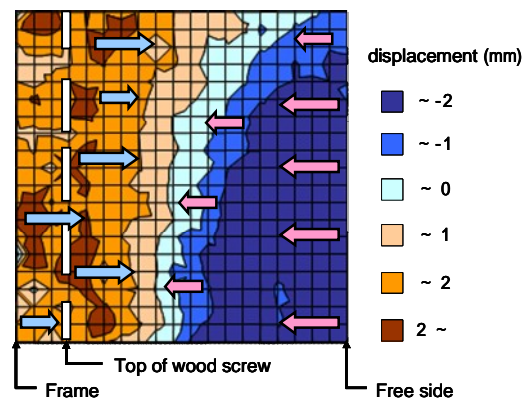 displacement (mm)
~ -2
~ -1
~ 0
~ 1
~ 2
2 ~
Top of wood screw
Frame
Free side